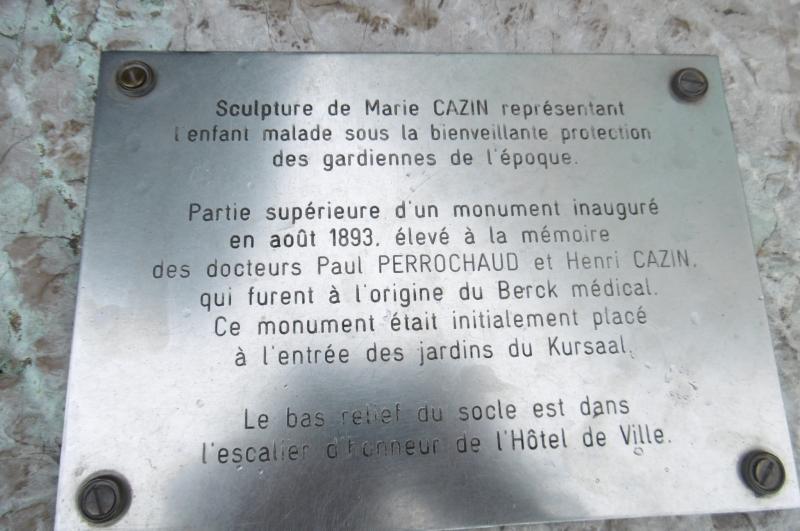 Sculpture de Marie CAZIN représentant
l'enfant malade sous la bienveillante protection
des gardiennes de l'époque.
Partie supérieure d'un monument inauguré
en août 1893, élevé à la mémoire
des docteurs Paul PERROCHAUD et Henri CAZIN,
qui furent à l'origine du Berck médical.
Ce monument était initialement placé
à l'entrée des jardins du Kursaal.
Le bas relief du socle est dans
l'escalier d'honneur de l'Hôtel de Ville.